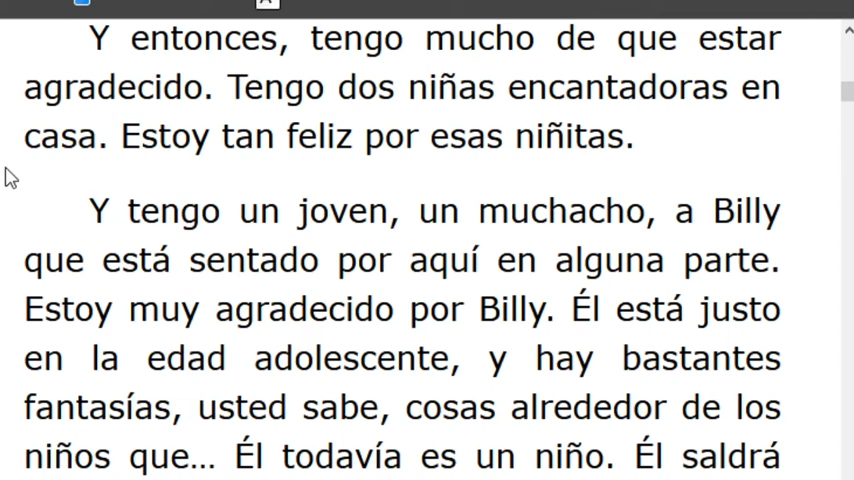 Y entonces, tengo mucho de que estar
agradecido. Tengo dos niñas encantadoras en
casa. Estoy tan feliz por esas niñitas.
Y tengo un joven, un muchacho, a Billy
que está sentado por aquí en alguna parte.
Estoy muy agradecido por Billy. Él está justo
en la edad adolescente, y hay bastantes
fantasías, usted sabe, cosas alrededor de los
niños que... Él todavía es un niño. Él saldrá